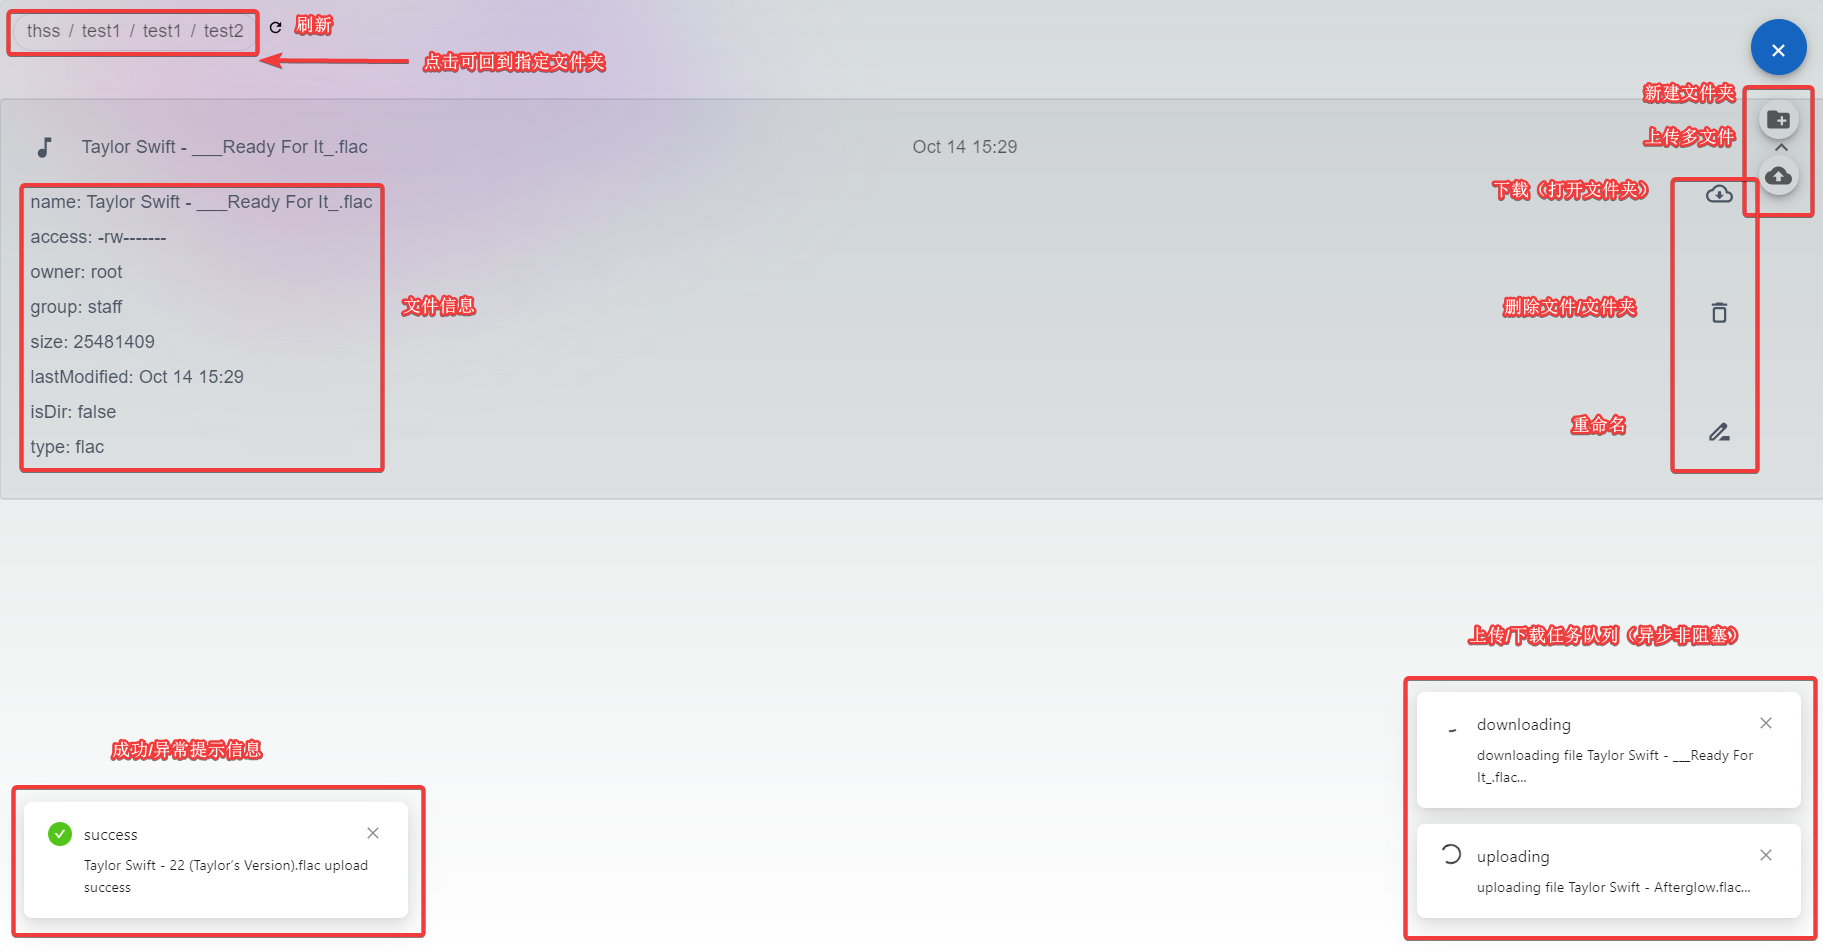 thss / test1 / test1 / test2
刷新
点击可回到指定文件夹
新建文件夹
上传多文件
Taylor Swift - ___Ready For It_.flac
Oct 14 15:29
下载（打开文件夹）
name: Taylor Swift - ___Ready For It_.flac
access: -rw-------
owner: root
group: staff
size: 25481409
lastModified: Oct 14 15:29
isDir: false
type: flac
文件信息
删除文件/文件夹
重命名
上传/下载任务队列（异步非阻塞）
downloading
downloading file Taylor Swift - ___Ready For
It_.flac...
uploading
uploading file Taylor Swift - Afterglow.flac...
成功/异常提示信息
success
Taylor Swift - 22 (Taylor’s Version).flac upload
success